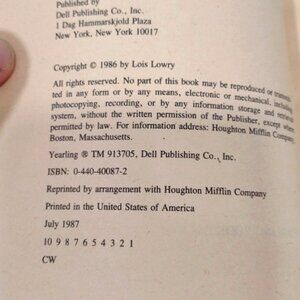 Published by
Dell Publishing Co., Inc.
1 Dag Hammarskjold Plaza
New York, New York 10017
Copyright © 1986 by Lois Lowry
All rights reserved. No part of this book may be reproduced or
ted in any form or by any means, electronic or mechanical, including
photocopying, recording, or by any information storage and retrieval
system, without the written permission of the Publisher, except where
permitted by law. For information address: Houghton Mifflin Company
Boston, Massachusetts.
Yearling ® TM 913705, Dell Publishing Co., Inc.
ISBN: 0-440-40087-2
Reprinted by arrangement with Houghton Mifflin Company
Printed in the United States of America
July 1987
10 9 8 7 6 5 4 3 2 1
CW